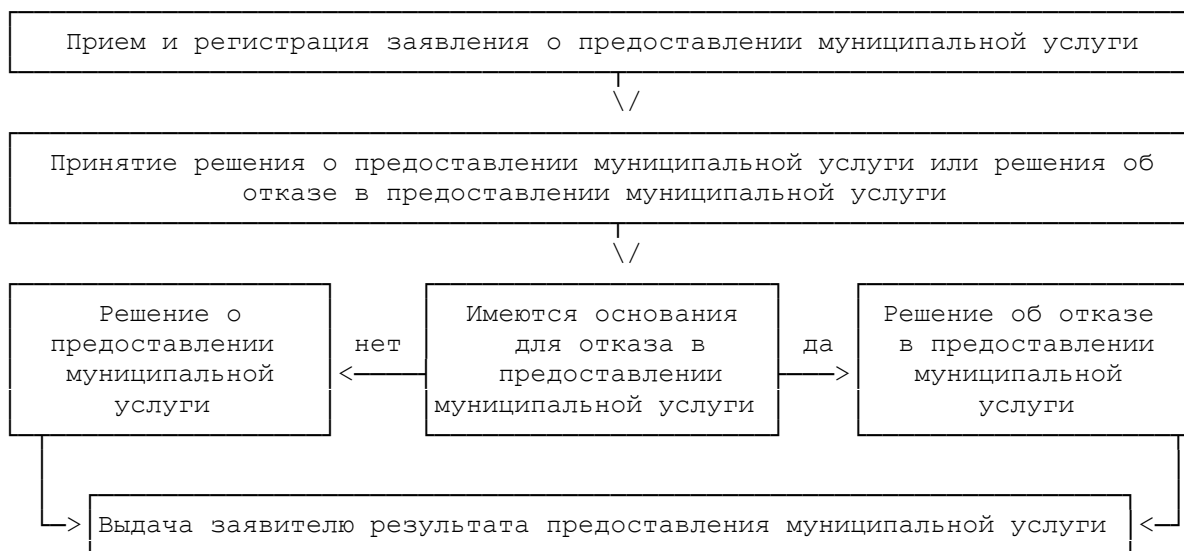 Прием и регистрация заявления о предоставлении муниципальной услуги
Принятие решения о предоставлении муниципальной услуги или решения об
отказе в предоставлении муниципальной услуги
Решение о
предоставлении
муниципальной
услуги
нет
Имеются основания
для отказа в
предоставлении
муниципальной услуги
да
Решение об отказе
в предоставлении
муниципальной
услуги
Выдача заявителю результата предоставления муниципальной услуги